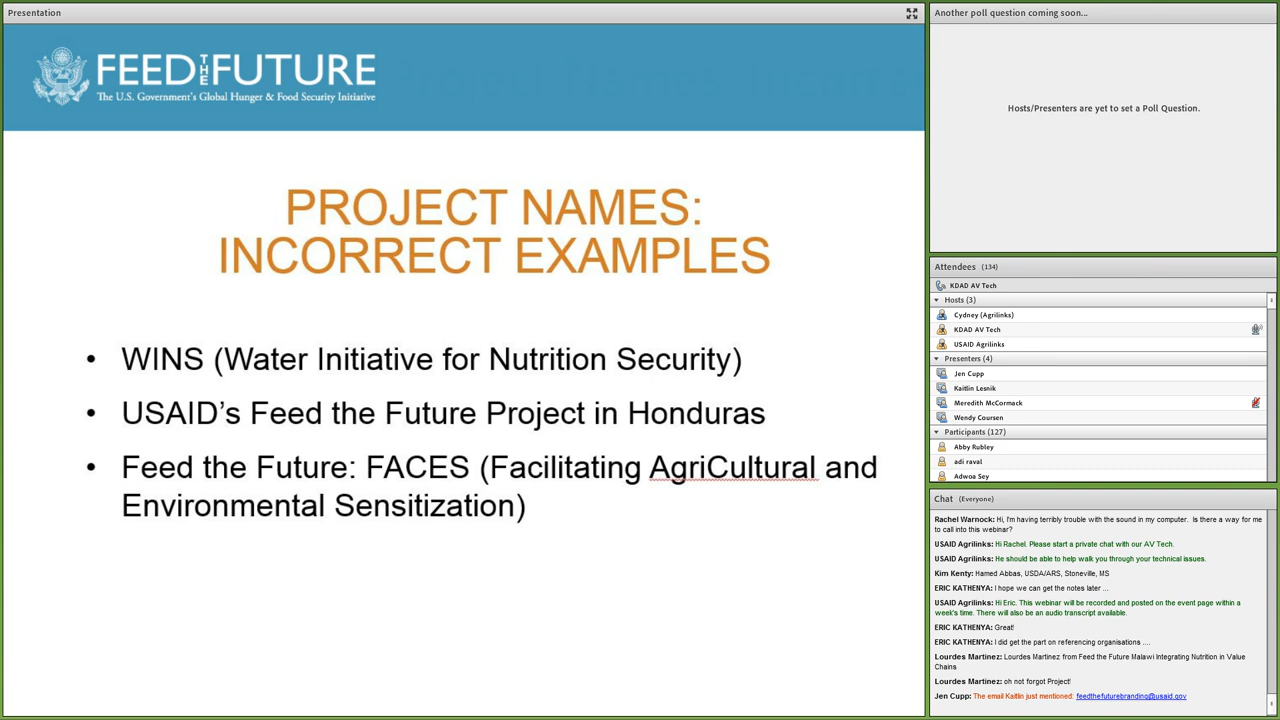 Presentation
FEED THE FUTURE
The U.S. Government's Global Hunger & Food Security Initiative
PROJECT NAMES:
INCORRECT EXAMPLES
• WINS (Water Initiative for Nutrition Security)
• USAID's Feed the Future Project in Honduras
• Feed the Future: FACES (Facilitating AgriCultural and
Environmental Sensitization)
Another poll question coming soon...
Hosts/Presenters are yet to set a Poll Question.
Attendees (134)
KDAD AV Tech
Hosts (3)
Cydney (Agrilinks)
KDAD AV Tech
USAID Agrilinks
Presenters (4)
Jen Cupp
Kaitlin Lesnik
Meredith McCormack
Wendy Coursen
Participants (127)
Abby Rubley
adi raval
Adwoa Sey
Chat (Everyone)
Rachel Warnock: Hi, I'm having terribly trouble with the sound in my computer. Is there a way for me
to call into this webinar?
USAID Agrilinks: Hi Rachel. Please start a private chat with our AV Tech.
USAID Agrilinks: He should be able to help walk you through your technical issues.
Kim Kenty: Hamed Abbas, USDA/ARS, Stoneville, MS
ERIC KATHENYA: I hope we can get the notes later ...
USAID Agrilinks: Hi Eric. This webinar will be recorded and posted on the event page within a
week's time. There will also be an audio transcript available.
ERIC KATHENYA: Great!
ERIC KATHENYA: I did get the part on referencing organisations ....
Lourdes Martinez: Lourdes Martinez from Feed the Future Malawi Integrating Nutrition in Value
Chains
Lourdes Martinez: oh not forgot Project!
Jen Cupp: The email Kaitlin just mentioned: feedthefuturebranding@usaid.gov